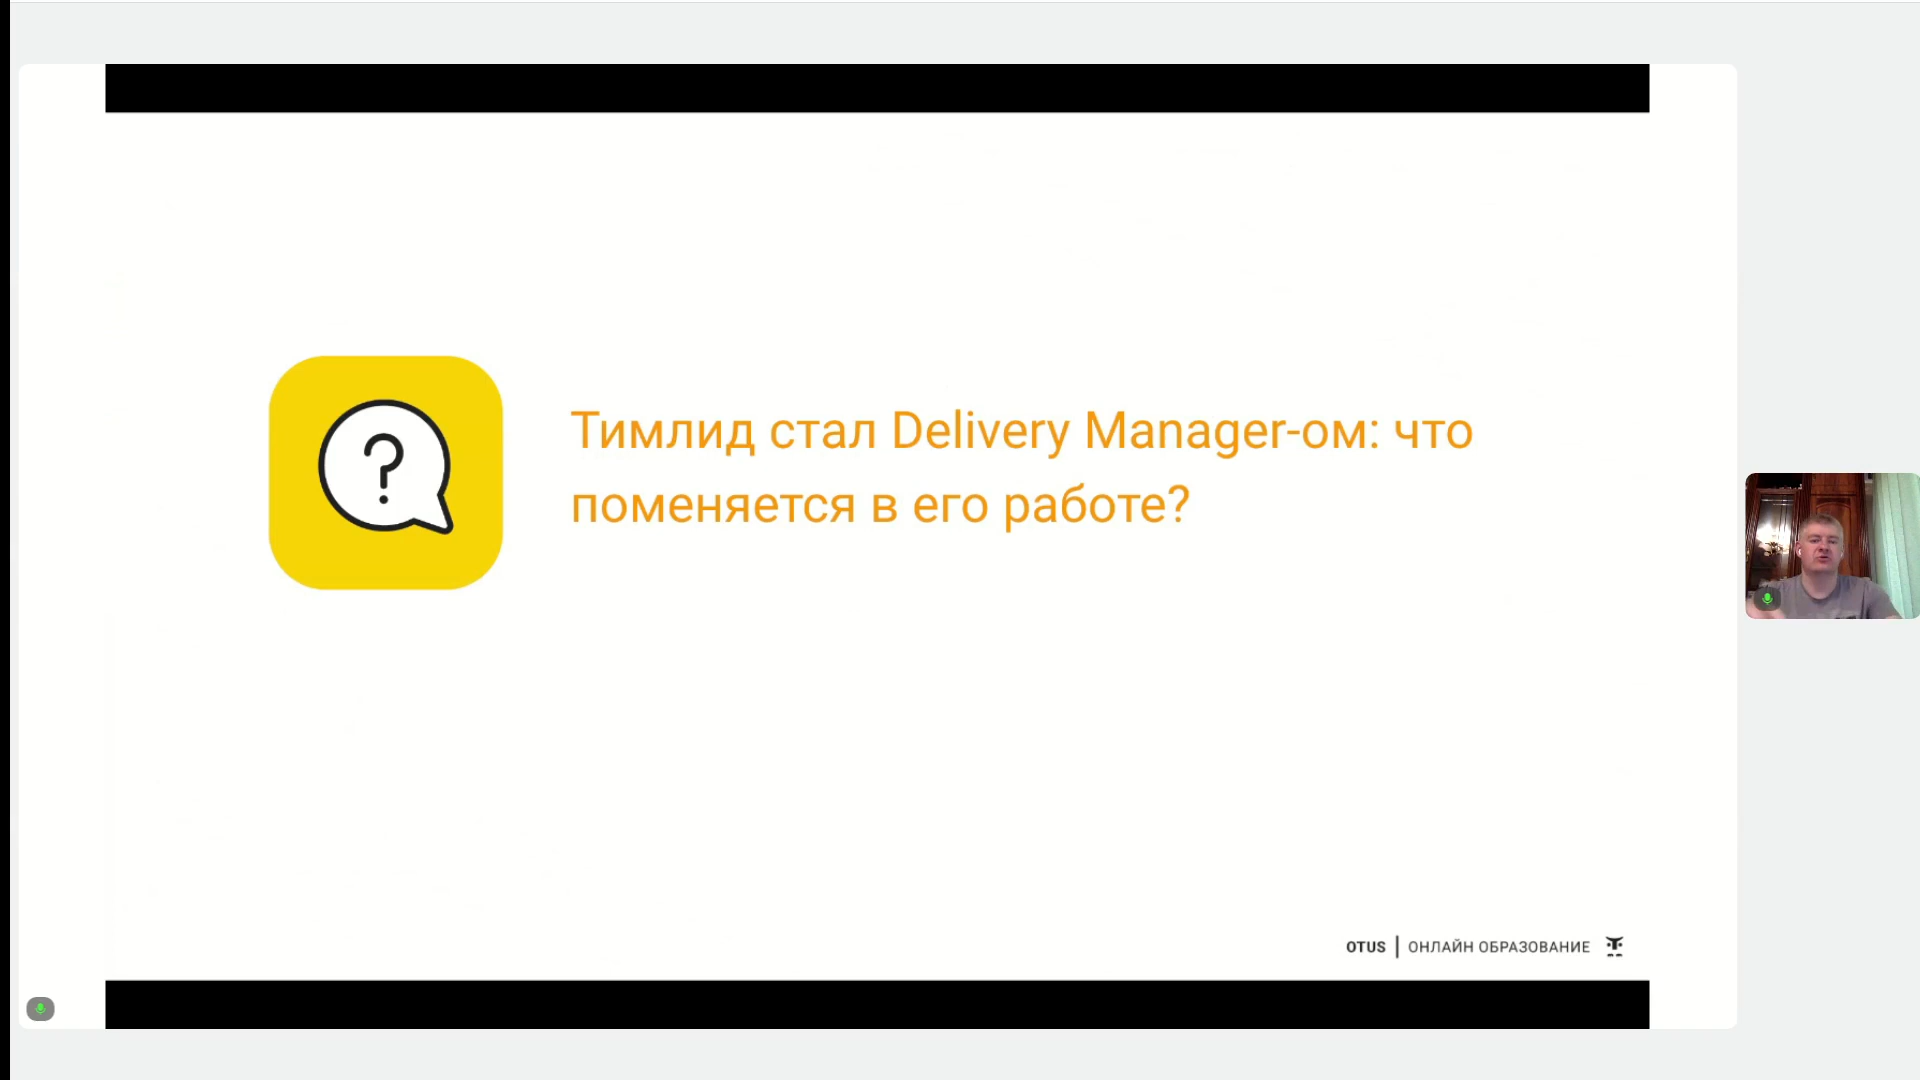 Тимлид стал Delivery Manager-ом: что
поменяется в его работе?
OTUS | ОНЛАЙН ОБРАЗОВАНИЕ